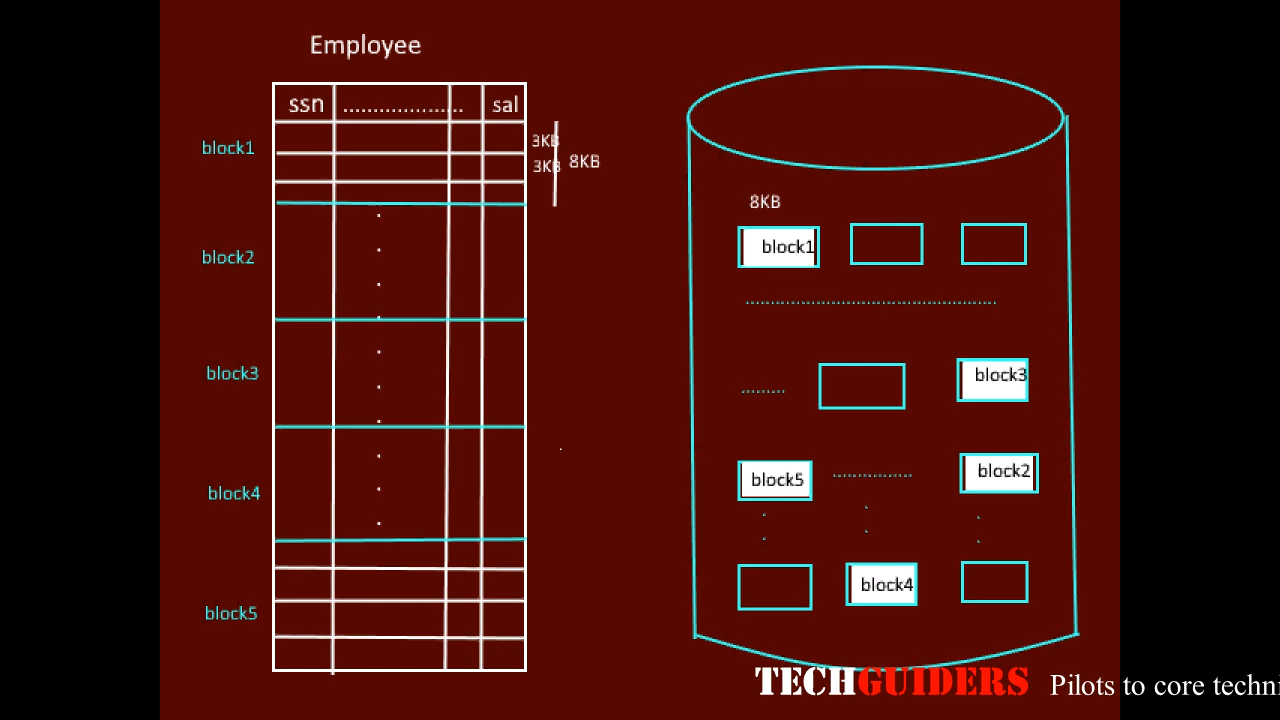 Employee
ssn ...................... sal
block1
3KB
3KB
8KB
block2
block3
block4
block5
8KB
block1
block3
block5
block2
block4
TECHGUIDERS
Pilots to core techni